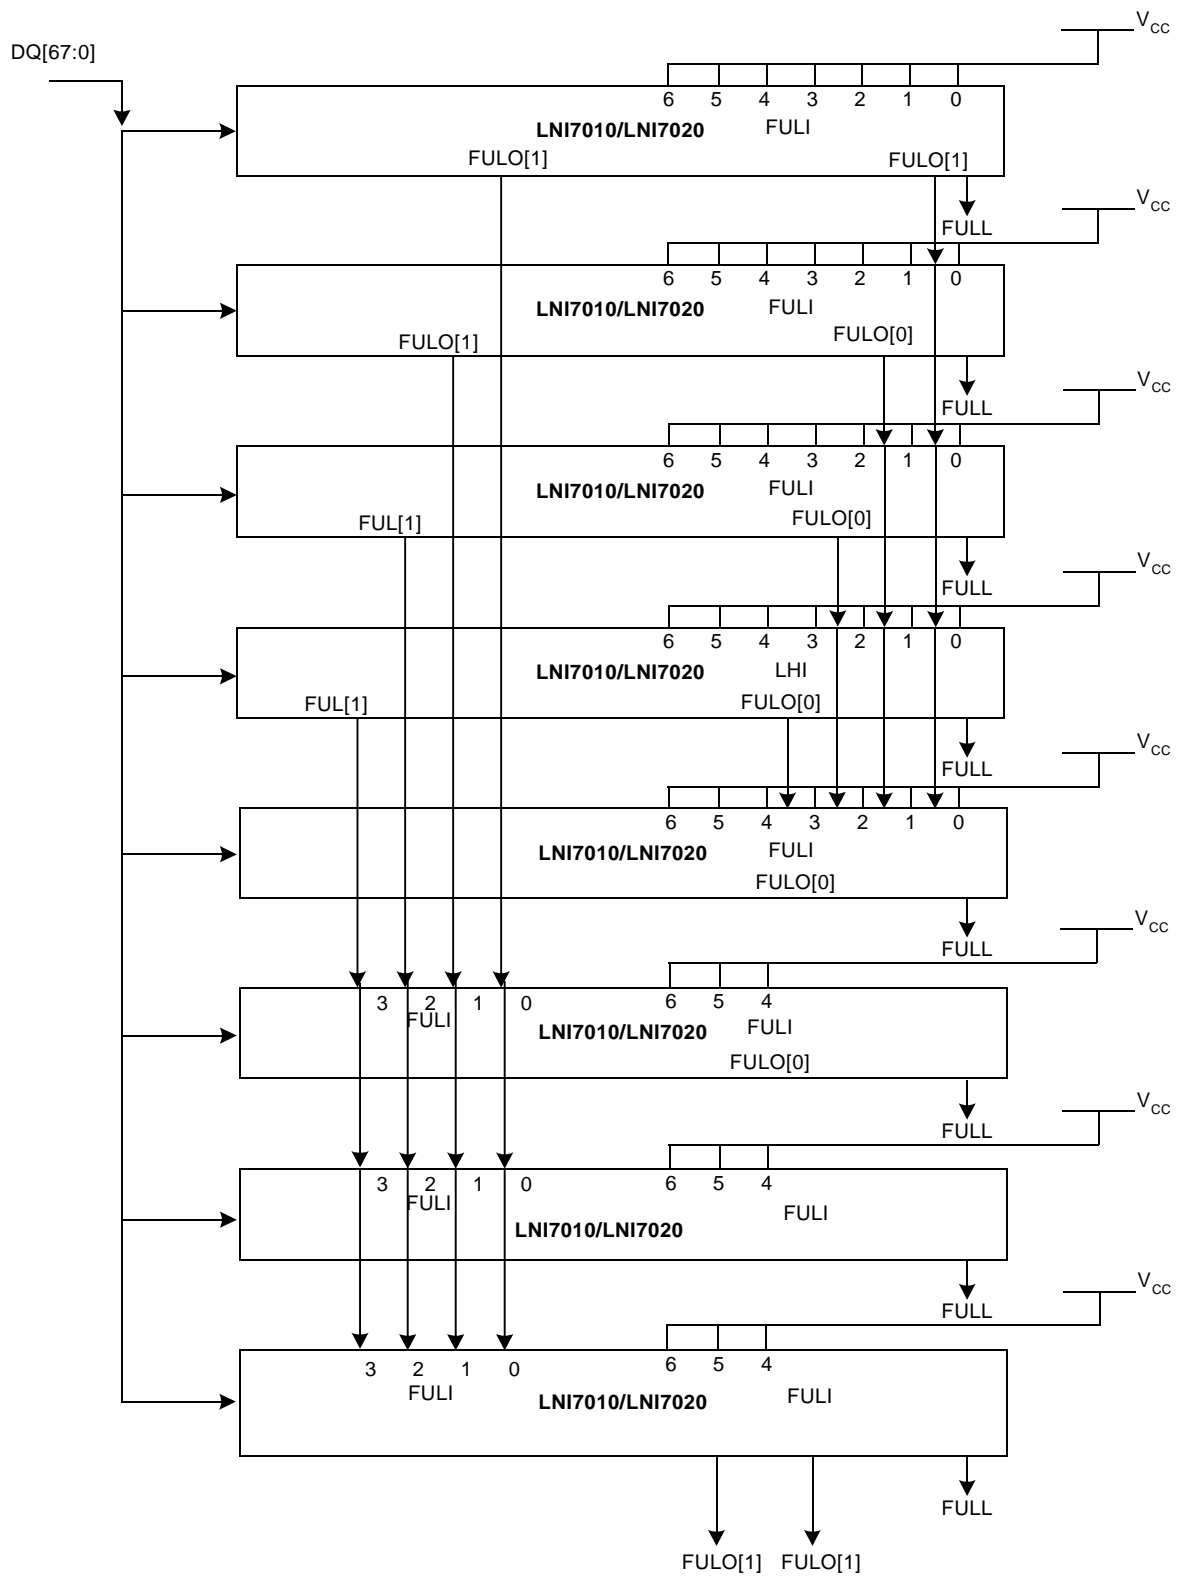 V_CC
DQ[67:0]
6 5 4 3 2 1 0
LNI7010/LNI7020 FULI
FULO[1] FULO[1]
V_CC
FULL
6 5 4 3 2 1 0
LNI7010/LNI7020 FULI
FULO[1] FULO[0]
V_CC
FULL
6 5 4 3 2 1 0
LNI7010/LNI7020 FULI
FUL[1] FULO[0]
V_CC
FULL
6 5 4 3 2 1 0
LNI7010/LNI7020 LHI
FUL[1] FULO[0]
V_CC
FULL
6 5 4 3 2 1 0
LNI7010/LNI7020 FULI
FULO[0]
V_CC
FULL
3 2 1 0 6 5 4
FULI LNI7010/LNI7020 FULI
FULO[0]
V_CC
FULL
3 2 1 0 6 5 4
FULI FULI
LNI7010/LNI7020
V_CC
FULL
3 2 1 0 6 5 4
FULI LNI7010/LNI7020 FULI
FULL
FULO[1] FULO[1]